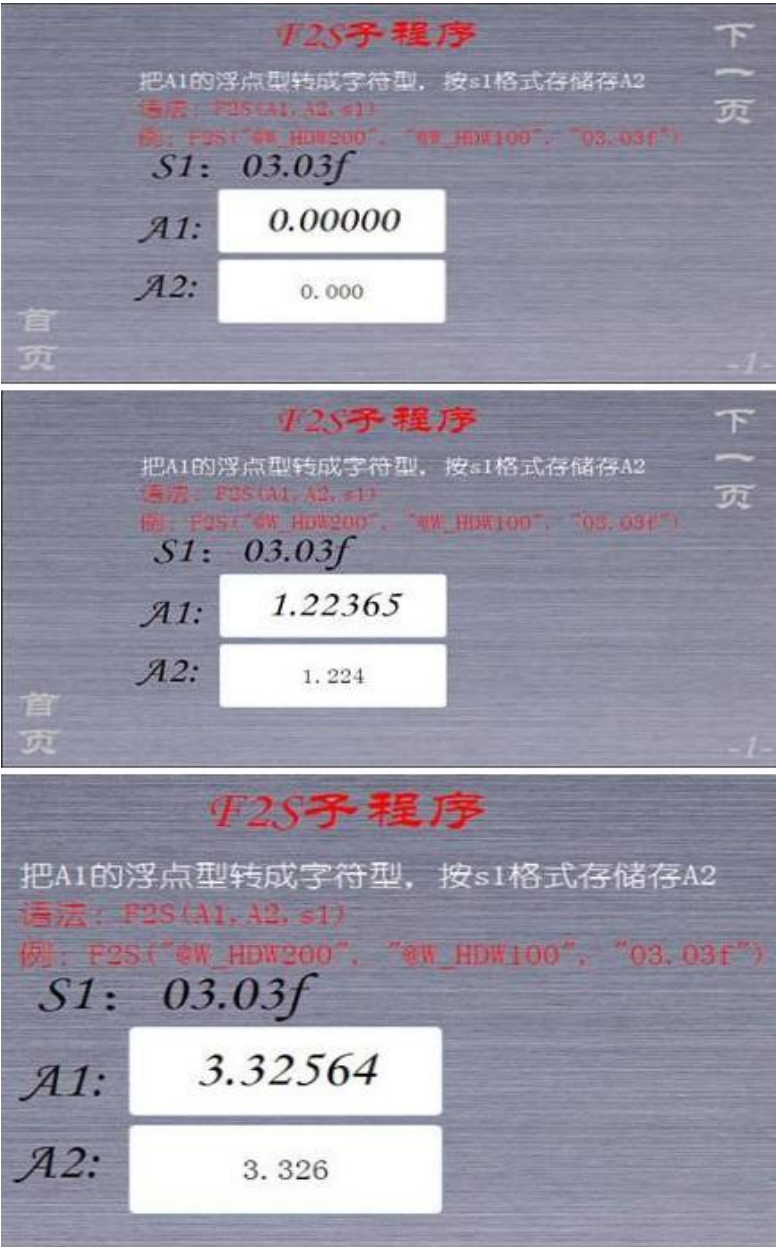 F2S子程序
下一页
把A1的浮点型转成字符型，按s1格式存储存A2
语法：F2S(A1,A2,s1)
例：F2S("@W_HDW200", "@W_HDW100", "03.03f")
S1：03.03f
A1: 0.00000
A2: 0.000
首页
-1-
F2S子程序
下一页
把A1的浮点型转成字符型，按s1格式存储存A2
语法：F2S(A1,A2,s1)
例：F2S("@W_HDW200", "@W_HDW100", "03.03f")
S1：03.03f
A1: 1.22365
A2: 1.224
首页
-1-
F2S子程序
把A1的浮点型转成字符型，按s1格式存储存A2
语法：F2S(A1,A2,s1)
例：F2S("@W_HDW200", "@W_HDW100", "03.03f")
S1：03.03f
A1: 3.32564
A2: 3.326